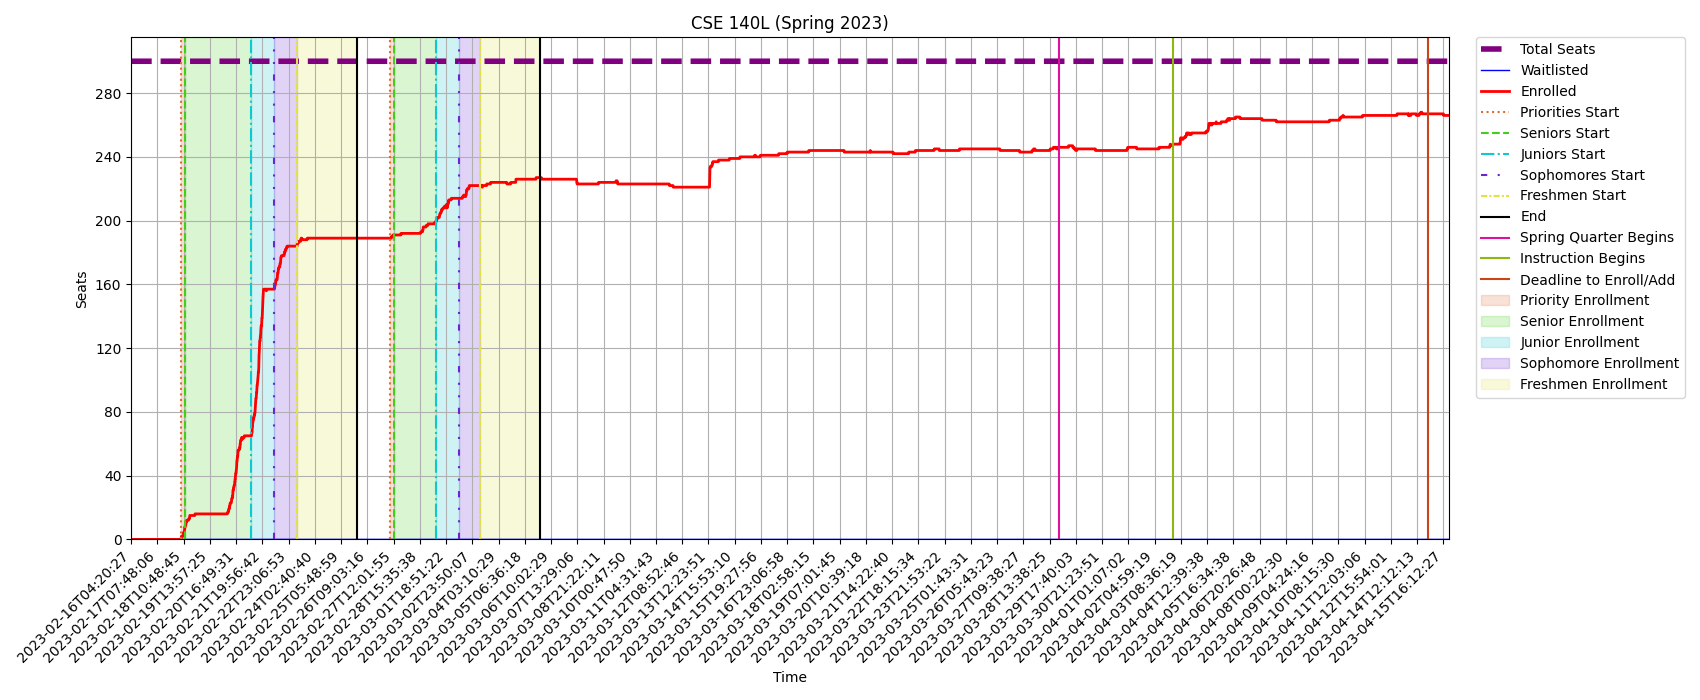 CSE 140L (Spring 2023)
Seats
280
240
200
160
120
80
40
0
2023-02-16T04:20:27
2023-02-17T07:48:06
2023-02-18T10:48:45
2023-02-19T13:57:25
2023-02-20T16:49:31
2023-02-21T19:56:42
2023-02-22T23:06:53
2023-02-24T02:40:40
2023-02-25T05:48:59
2023-02-26T09:03:16
2023-02-27T12:01:55
2023-02-28T15:35:38
2023-03-01T18:51:22
2023-03-02T23:50:07
2023-03-04T03:10:29
2023-03-05T06:36:18
2023-03-06T10:02:29
2023-03-07T13:29:06
2023-03-08T21:22:11
2023-03-10T00:47:50
2023-03-11T04:31:43
2023-03-12T08:52:46
2023-03-13T12:23:51
2023-03-14T15:53:10
2023-03-15T19:27:56
2023-03-16T23:06:58
2023-03-18T02:58:15
2023-03-19T07:01:45
2023-03-20T10:39:18
2023-03-21T14:22:40
2023-03-22T18:15:34
2023-03-23T21:53:22
2023-03-25T01:43:31
2023-03-26T05:43:23
2023-03-27T09:38:27
2023-03-28T13:38:25
2023-03-29T17:40:03
2023-03-30T21:23:51
2023-04-01T01:07:02
2023-04-02T04:59:19
2023-04-03T08:36:19
2023-04-04T12:39:38
2023-04-05T16:34:38
2023-04-06T20:26:48
2023-04-08T00:22:30
2023-04-09T04:24:16
2023-04-10T08:15:30
2023-04-11T12:03:06
2023-04-12T15:54:01
2023-04-14T12:12:13
2023-04-15T16:12:27
Time
Total Seats
Waitlisted
Enrolled
Priorities Start
Seniors Start
Juniors Start
Sophomores Start
Freshmen Start
End
Spring Quarter Begins
Instruction Begins
Deadline to Enroll/Add
Priority Enrollment
Senior Enrollment
Junior Enrollment
Sophomore Enrollment
Freshmen Enrollment